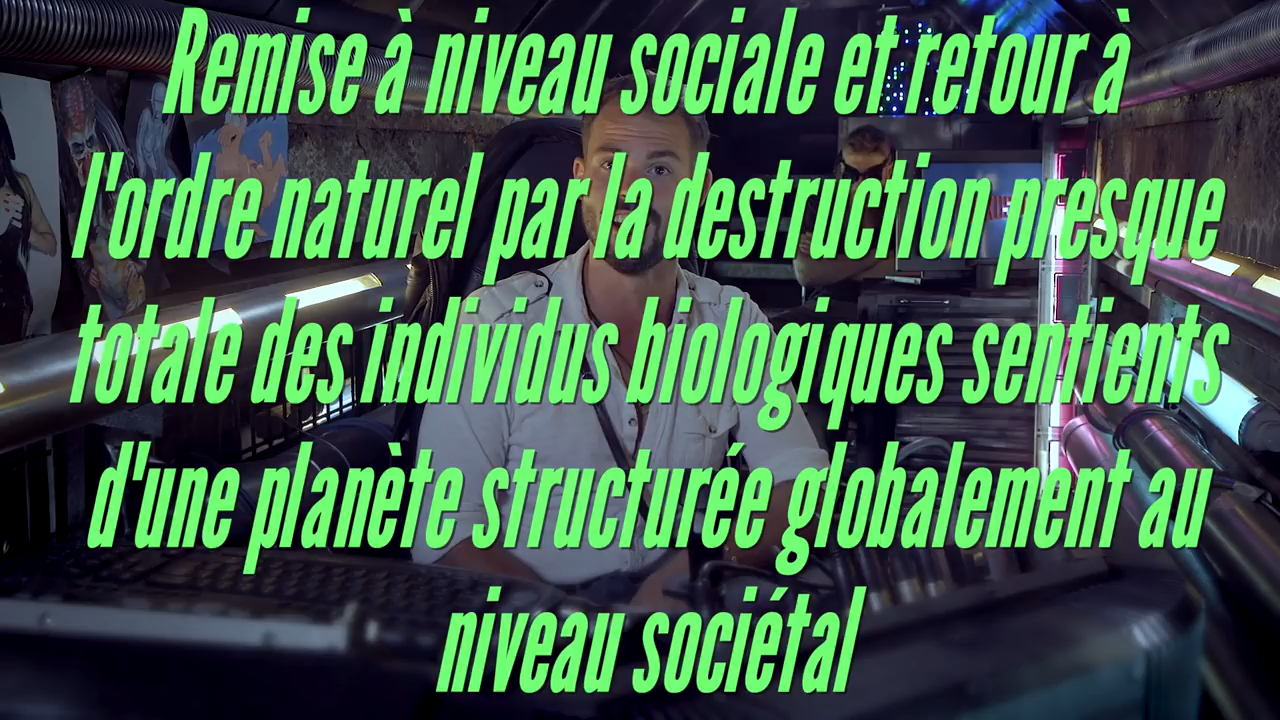 Remise à niveau sociale et retour à
l'ordre naturel par la destruction presque
totale des individus biologiques sentients
d'une planète structurée globalement au
niveau sociétal